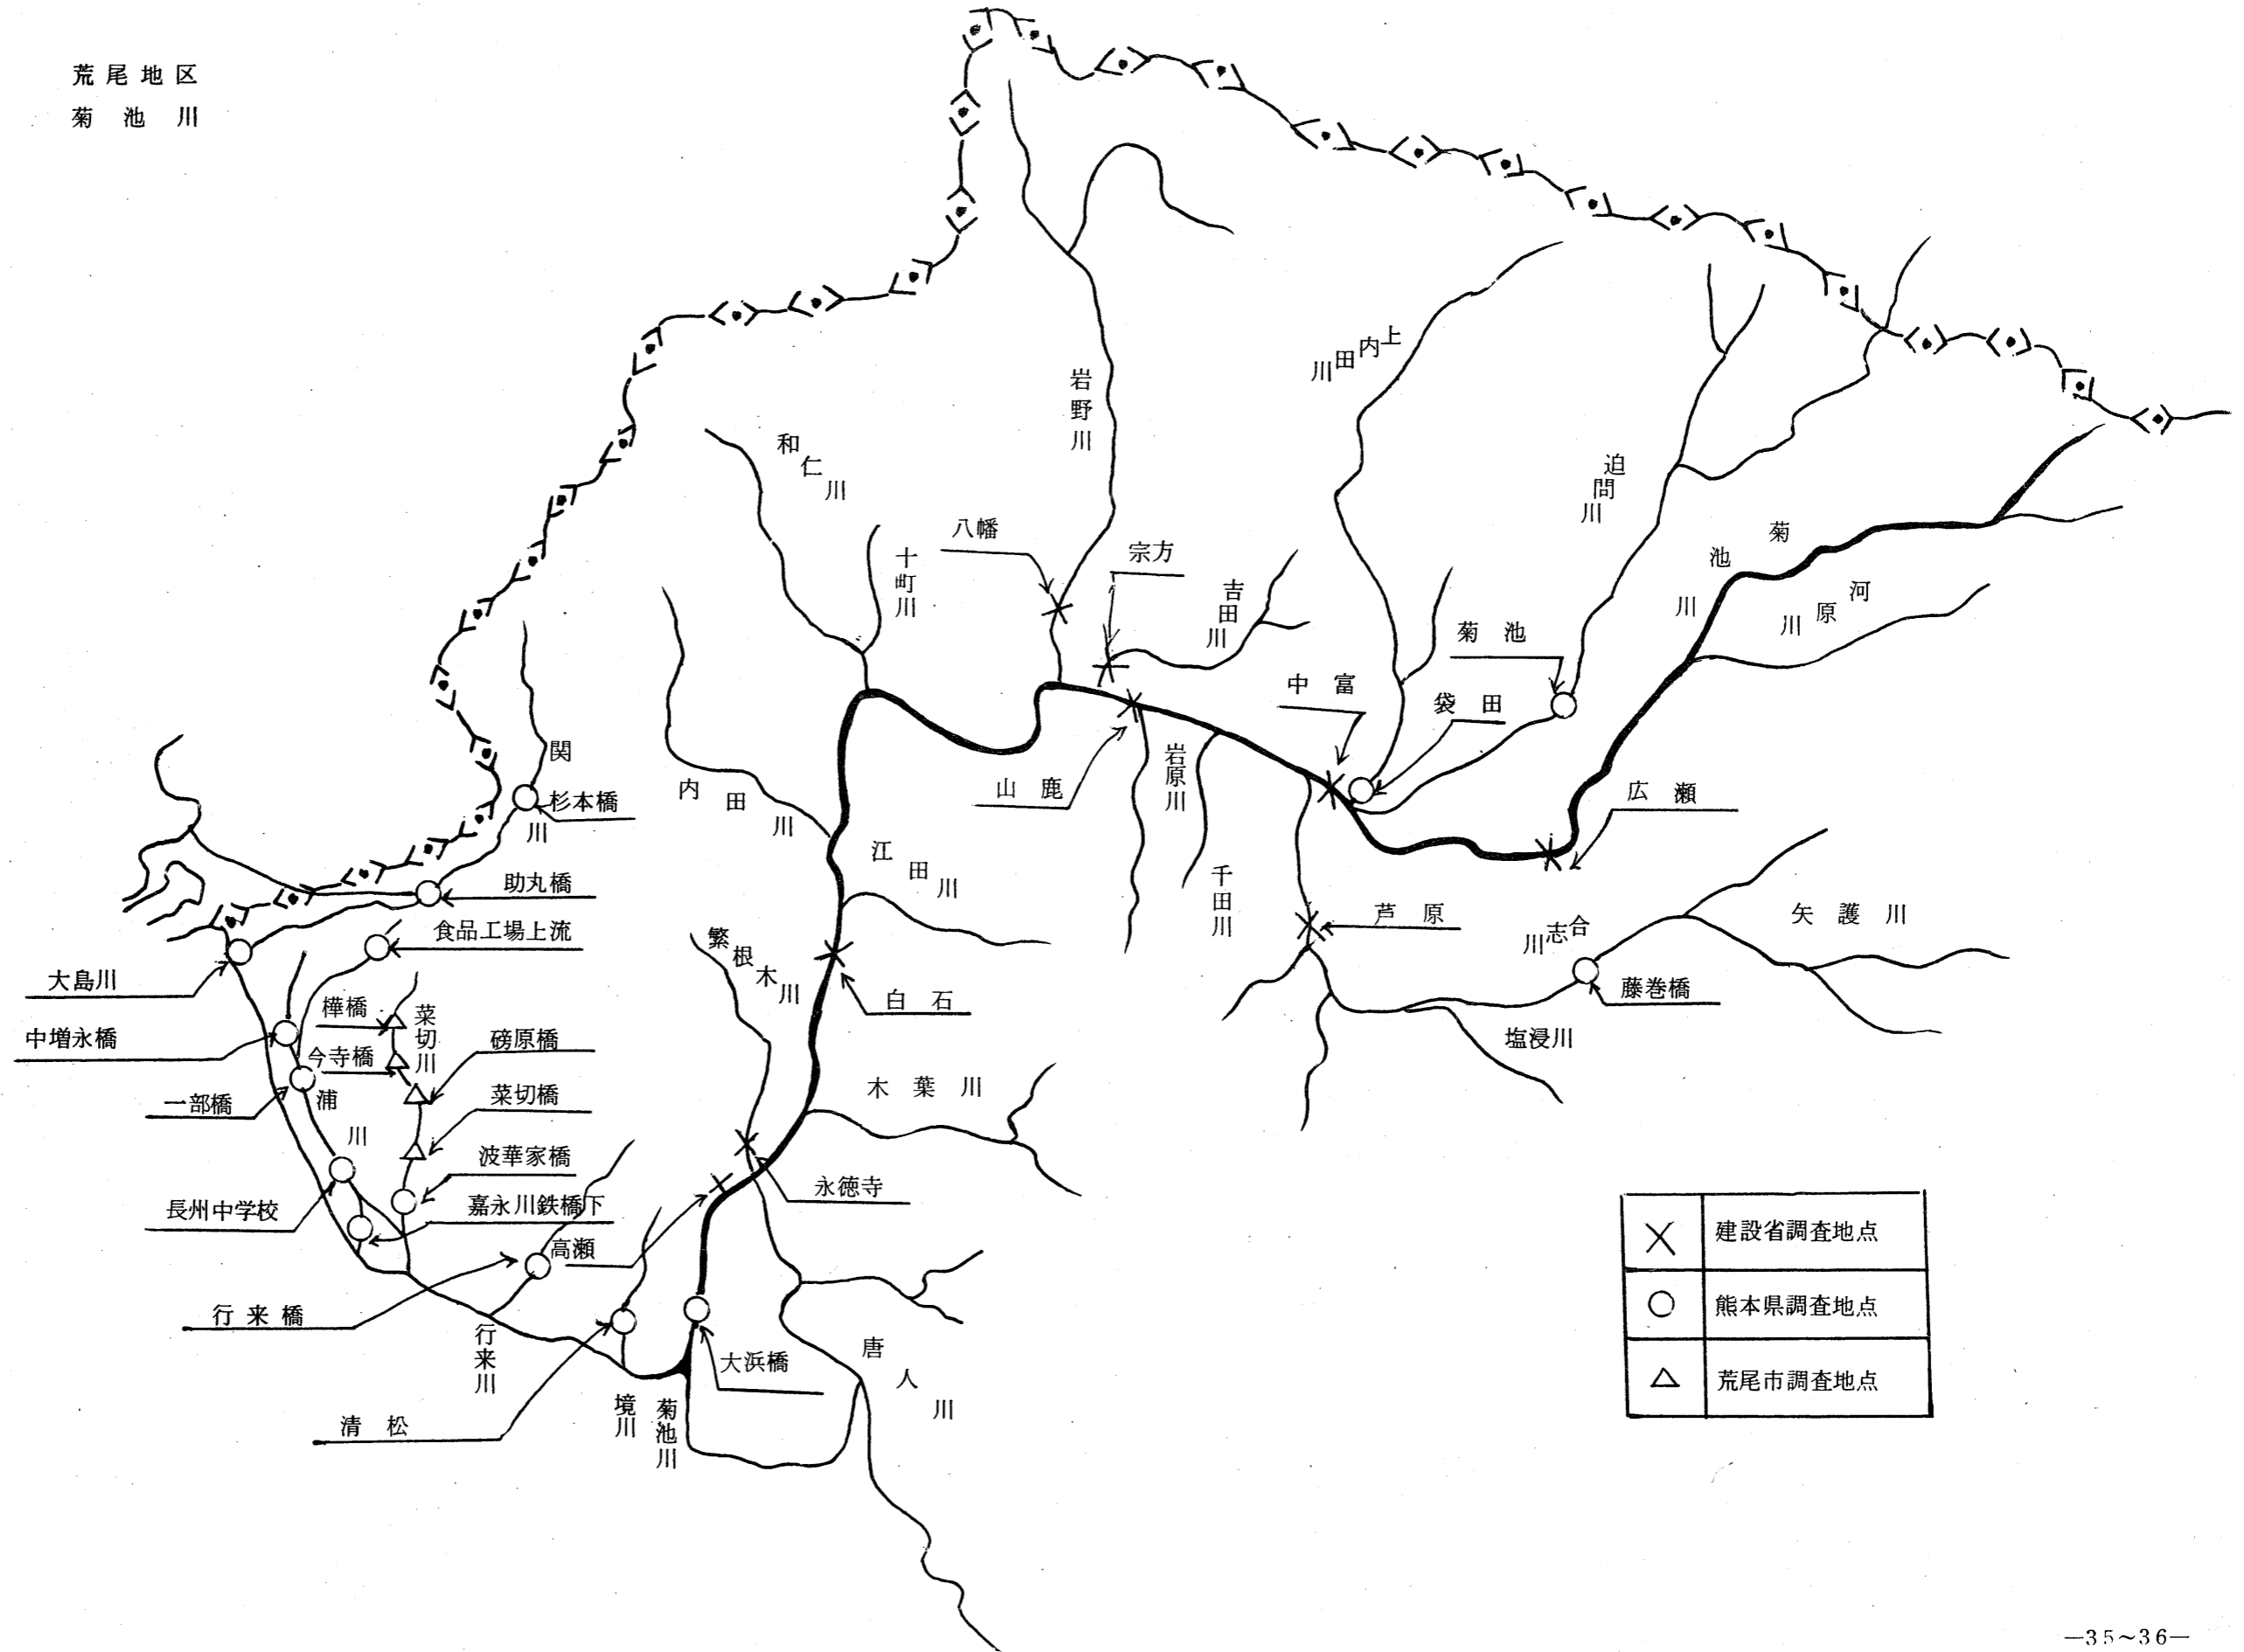 荒尾地区
菊池川
岩野川
上内田川
和仁川
八幡
十町川
宗方
吉田川
迫間川
菊池川
河原川
菊池
中富
袋田
関川
杉本橋
内田川
山鹿
岩原川
広瀬
江田川
千田川
助丸橋
食品工場上流
芦原
合志川
矢護川
藤巻橋
塩浸川
繁根木川
白石
大島川
中増永橋
樺橋
菜切川
今寺橋
磅原橋
一部橋
浦川
菜切橋
木葉川
波華家橋
永徳寺
長州中学校
嘉永川鉄橋下
高瀬
行来橋
行来川
大浜橋
唐人川
清松
境川
菊池川
建設省調査地点
熊本県調査地点
荒尾市調査地点
—35~36—